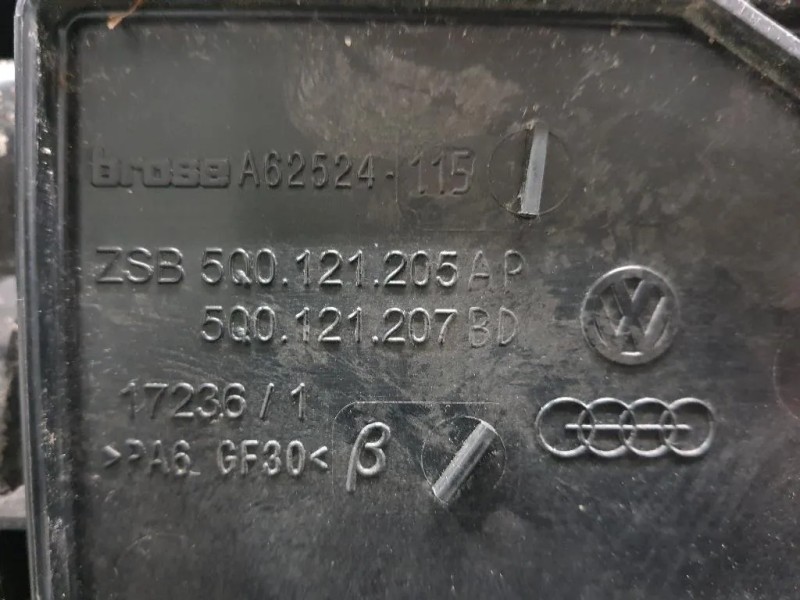 brose A62524-115
ZSB 5Q0.121.205 AP
5Q0.121.207 BD
17236/1
>PA6 GF30< β